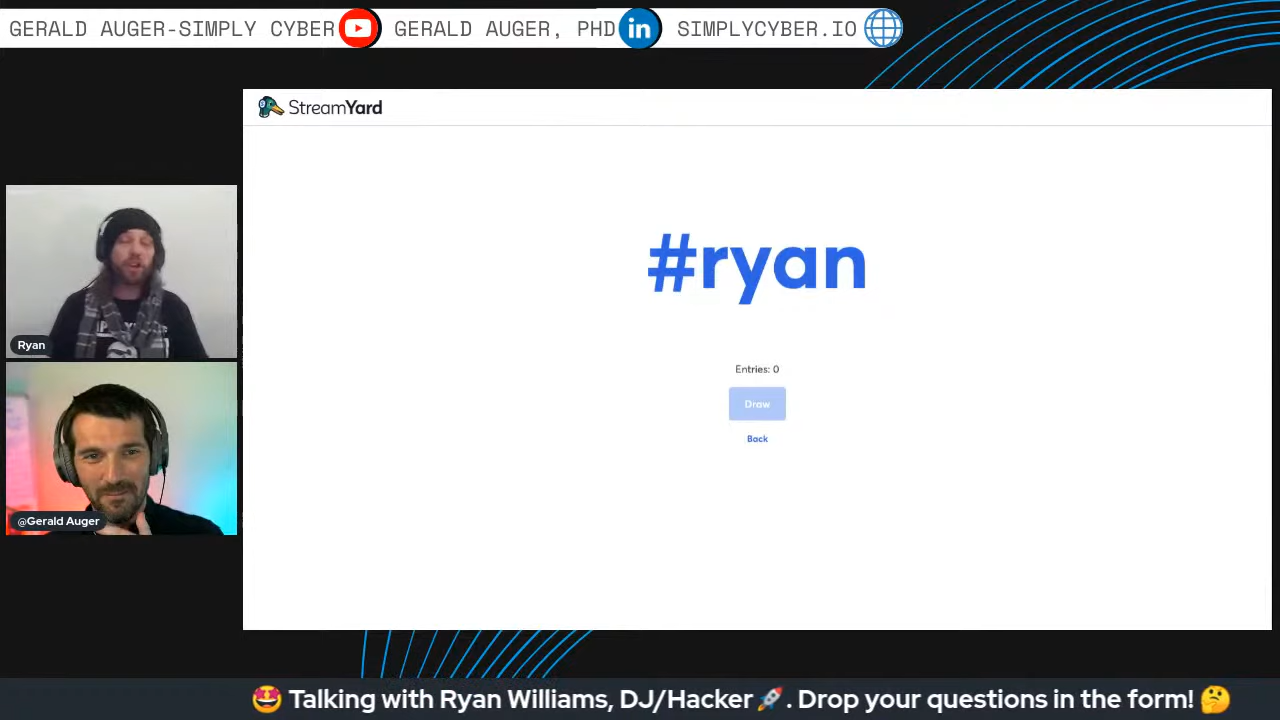 GERALD AUGER-SIMPLY CYBER
GERALD AUGER, PHD
in
SIMPLYCYBER.IO
StreamYard
#ryan
Entries: 0
Draw
Back
Ryan
@Gerald Auger
🤩 Talking with Ryan Williams, DJ/Hacker 🚀. Drop your questions in the form! 🤔